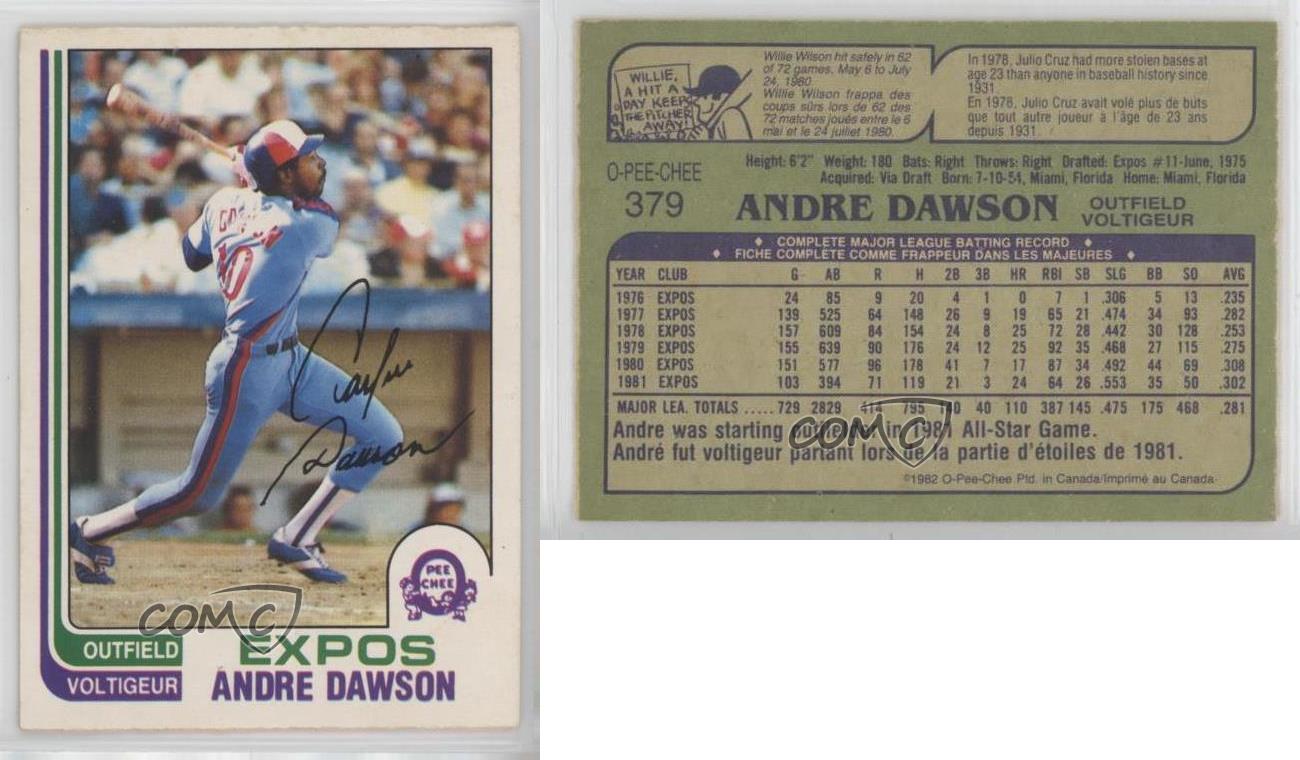 10
Andre
Dawson
PEE
CHEE
COMC
OUTFIELD
EXPOS
VOLTIGEUR
ANDRE DAWSON
WILLIE,
A HIT A
DAY KEEPS
THE PITCHER
AWAY!
Willie Wilson hit safely in 62
of 72 games, May 6 to July
24, 1980.
Willie Wilson frappa des
coups sûrs lors de 62 des
72 matches joués entre le 6
mai et le 24 juillet 1980.
In 1978, Julio Cruz had more stolen bases at
age 23 than anyone in baseball history since
1931.
En 1978, Julio Cruz avait volé plus de buts
que tout autre joueur à l'âge de 23 ans
depuis 1931.
O-PEE-CHEE
379
Height: 6'2" Weight: 180 Bats: Right Throws: Right Drafted: Expos #11-June, 1975
Acquired: Via Draft Born: 7-10-54, Miami, Florida Home: Miami, Florida
ANDRE DAWSON OUTFIELD
VOLTIGEUR
♦ COMPLETE MAJOR LEAGUE BATTING RECORD ♦
♦ FICHE COMPLÈTE COMME FRAPPEUR DANS LES MAJEURES ♦
YEAR CLUB G AB R H 2B 3B HR RBI SB SLG BB SO AVG
1976 EXPOS 24 85 9 20 4 1 0 7 1 .306 5 13 .235
1977 EXPOS 139 525 64 148 26 9 19 65 21 .474 34 93 .282
1978 EXPOS 157 609 84 154 24 8 25 72 28 .442 30 128 .253
1979 EXPOS 155 639 90 176 24 12 25 92 35 .468 27 115 .275
1980 EXPOS 151 577 96 178 41 7 17 87 34 .492 44 69 .308
1981 EXPOS 103 394 71 119 21 3 24 64 26 .553 35 50 .302
MAJOR LEA. TOTALS ..... 729 2829 414 795 140 40 110 387 145 .475 175 468 .281
Andre was starting outfielder in 1981 All-Star Game.
André fut voltigeur partant lors de la partie d'étoiles de 1981.
COMC
©1982 O-Pee-Chee Ptd. in Canada/Imprimé au Canada